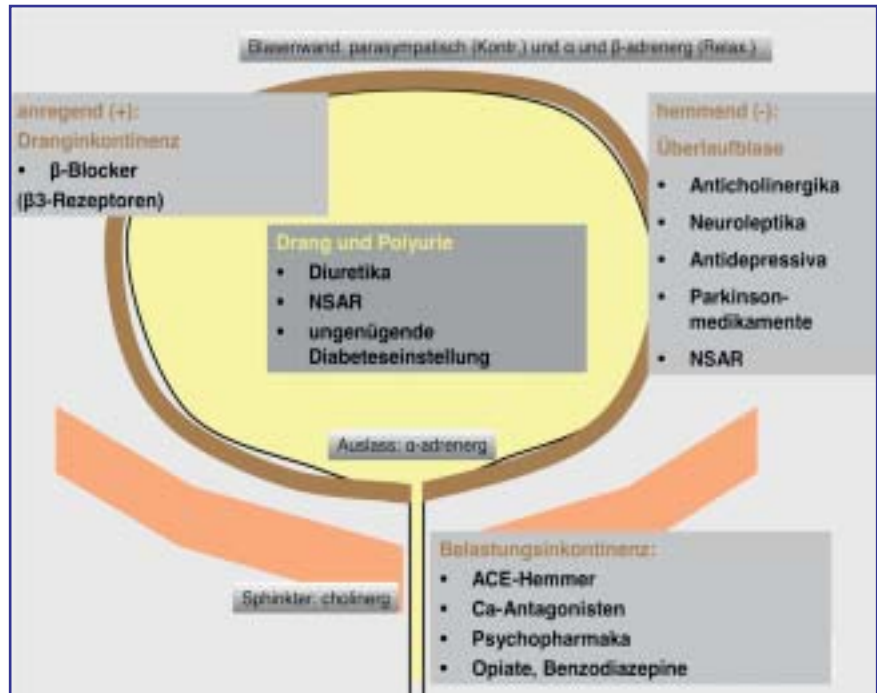 Blasenwand: parasympatisch (Kontr.) und α und β-adrenerg (Relax.)
anregend (+):
Dranginkontinenz
• β-Blocker
(β3-Rezeptoren)
hemmend (-):
Überlaufblase
• Anticholinergika
• Neuroleptika
• Antidepressiva
• Parkinson-
medikamente
• NSAR
Drang und Polyurie
• Diuretika
• NSAR
• ungenügende
Diabeteseinstellung
Auslass: α-adrenerg
Sphinkter: cholinerg
Belastungsinkontinenz:
• ACE-Hemmer
• Ca-Antagonisten
• Psychopharmaka
• Opiate, Benzodiazepine